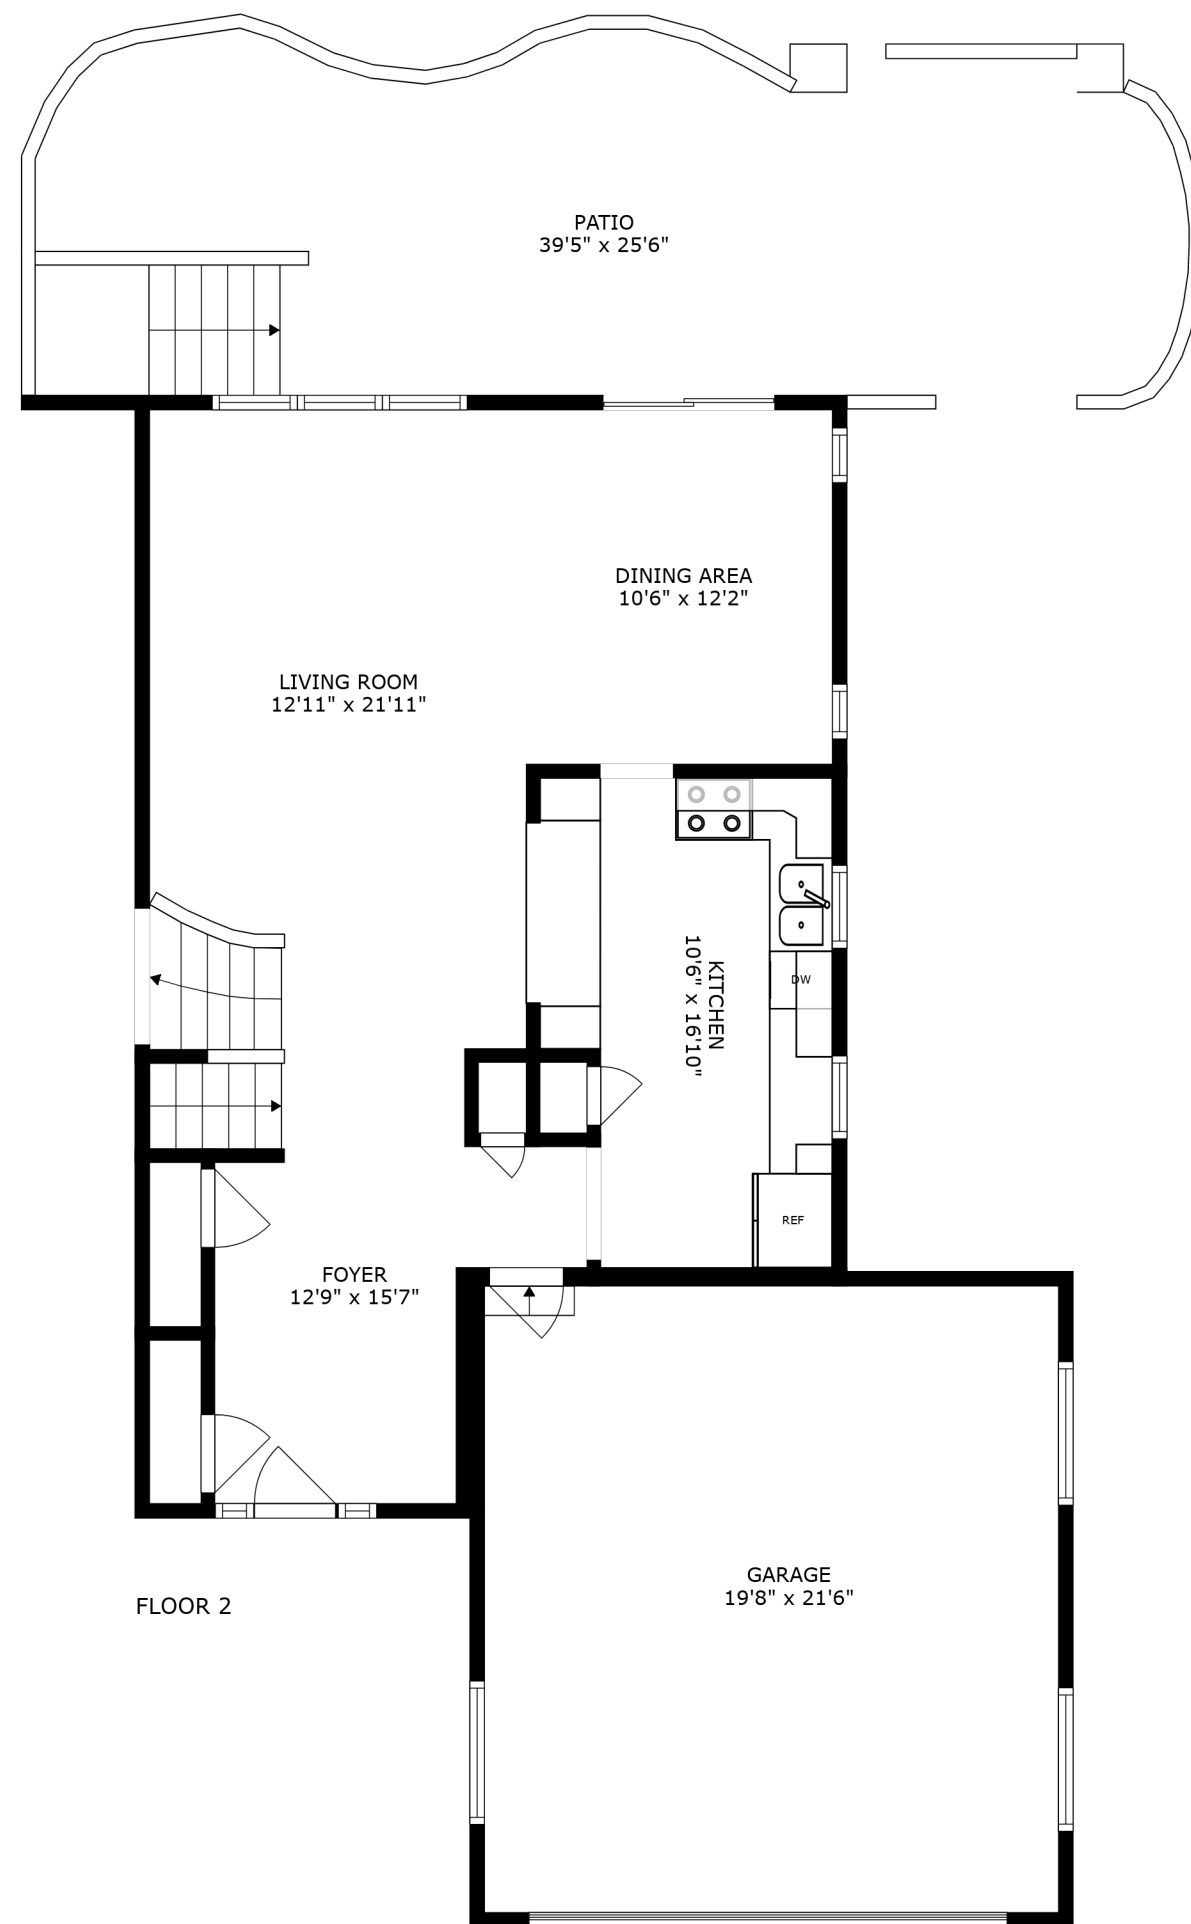 PATIO
39'5" x 25'6"
DINING AREA
10'6" x 12'2"
LIVING ROOM
12'11" x 21'11"
KITCHEN
10'6" x 16'10"
DW
REF
FOYER
12'9" x 15'7"
GARAGE
19'8" x 21'6"
FLOOR 2